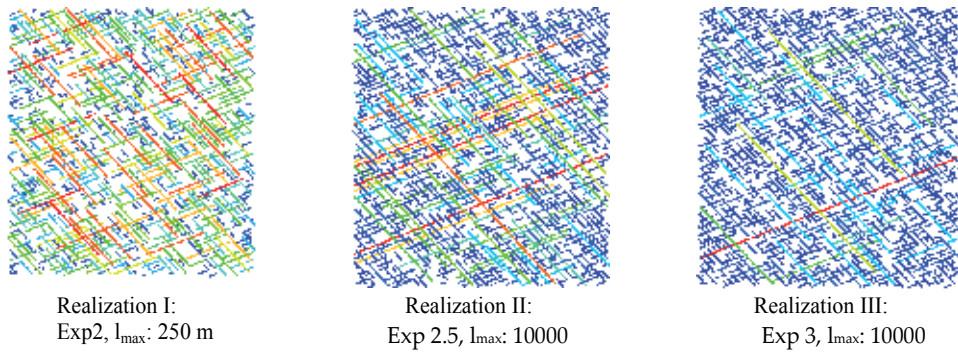 Realization I:
Exp2, lmax: 250 m
Realization II:
Exp 2.5, lmax: 10000
Realization III:
Exp 3, lmax: 10000